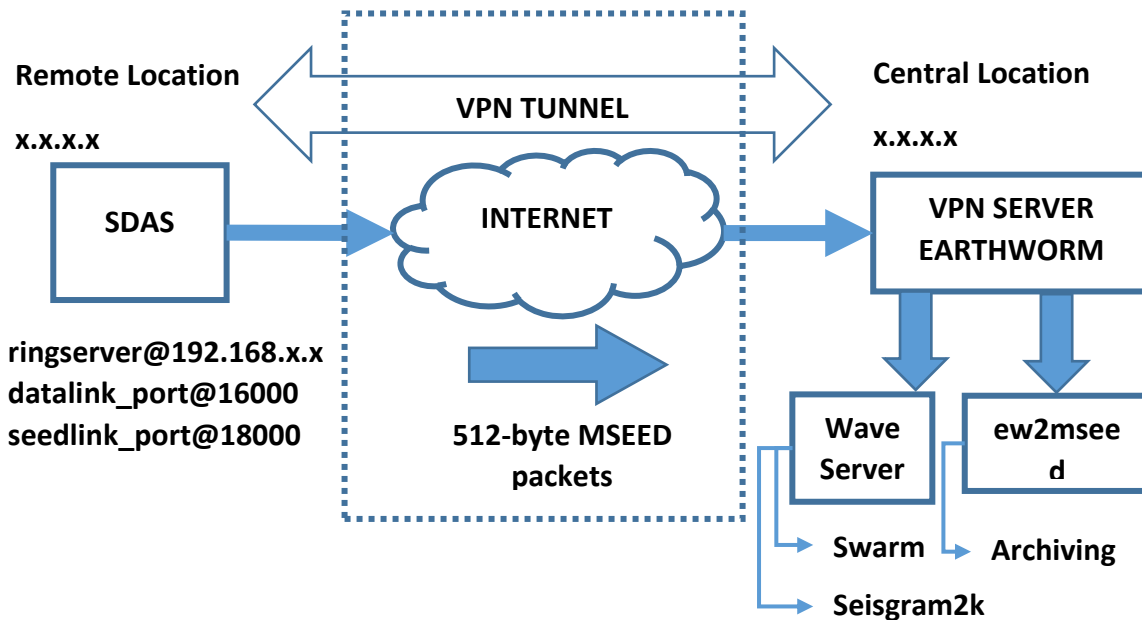 Remote Location
x.x.x.x
SDAS
ringserver@192.168.x.x
datalink_port@16000
seedlink_port@18000
VPN TUNNEL
INTERNET
512-byte MSEED
packets
Central Location
x.x.x.x
VPN SERVER
EARTHWORM
Wave
Server
ew2msee
d
Swarm
Seisgram2k
Archiving